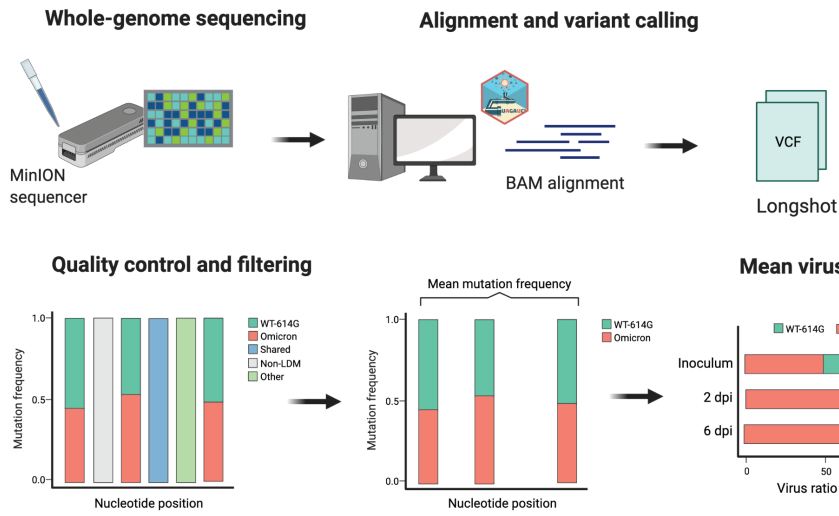 Whole-genome sequencing
Alignment and variant calling
MinION
sequencer
BAM alignment
VCF
Longshot
Quality control and filtering
Mutation frequency
1.0
0.5
0.0
WT-614G
Omicron
Shared
Non-LDM
Other
Nucleotide position
Mean mutation frequency
Mutation frequency
1.0
0.5
0.0
WT-614G
Omicron
Nucleotide position
Mean virus
WT-614G
Inoculum
2 dpi
6 dpi
0
50
Virus ratio